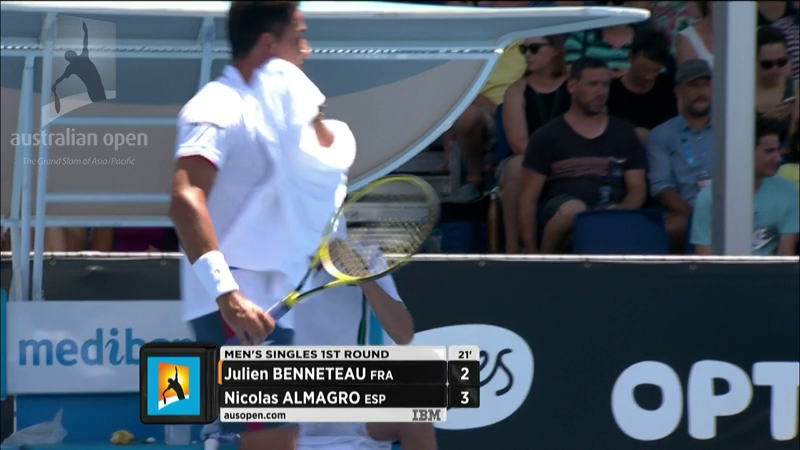 australian open
The Grand Slam of Asia/Pacific
medibank
MEN'S SINGLES 1ST ROUND 21'
Julien BENNETEAU FRA 2
Nicolas ALMAGRO ESP 3
ausopen.com IBM
es
OPT